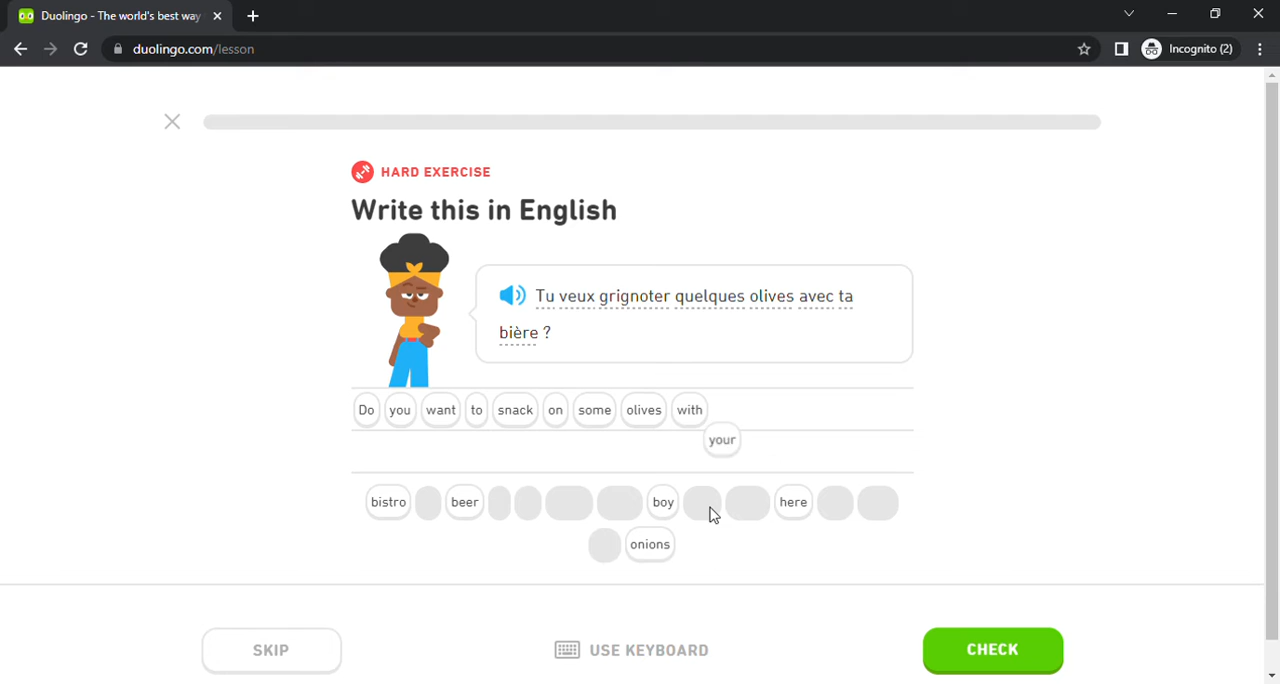 Duolingo - The world's best way
duolingo.com/lesson
Incognito (2)
HARD EXERCISE
Write this in English
Tu veux grignoter quelques olives avec ta
bière ?
Do you want to snack on some olives with
your
bistro beer boy here
onions
SKIP USE KEYBOARD CHECK